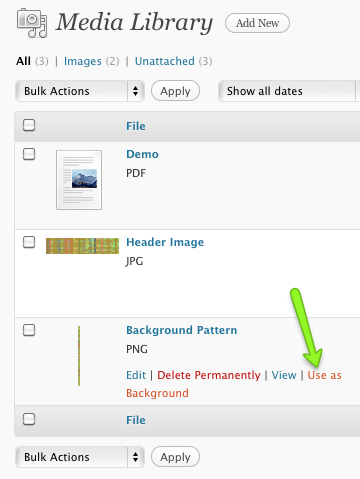 Media Library Add New
All (3) | Images (2) | Unattached (3)
Bulk Actions Apply Show all dates
File
Demo
PDF
Header Image
JPG
Background Pattern
PNG
Edit | Delete Permanently | View | Use as
Background
File
Bulk Actions Apply